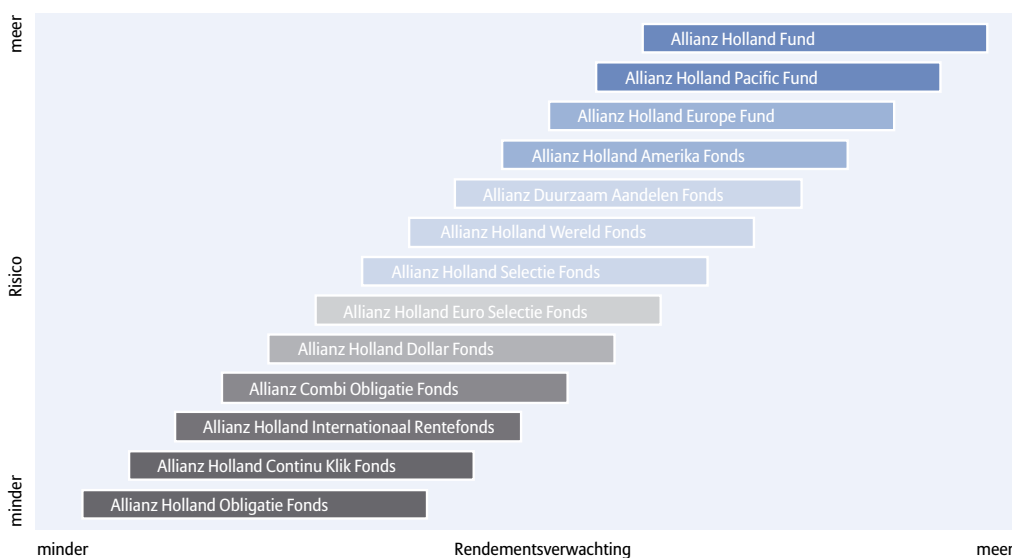 meer
Allianz Holland Fund
Allianz Holland Pacific Fund
Allianz Holland Europe Fund
Allianz Holland Amerika Fonds
Allianz Duurzaam Aandelen Fonds
Allianz Holland Wereld Fonds
Risico
Allianz Holland Selectie Fonds
Allianz Holland Euro Selectie Fonds
Allianz Holland Dollar Fonds
Allianz Combi Obligatie Fonds
Allianz Holland Internationaal Rentefonds
Allianz Holland Continu Klik Fonds
minder
Allianz Holland Obligatie Fonds
minder
Rendementsverwachting
meer